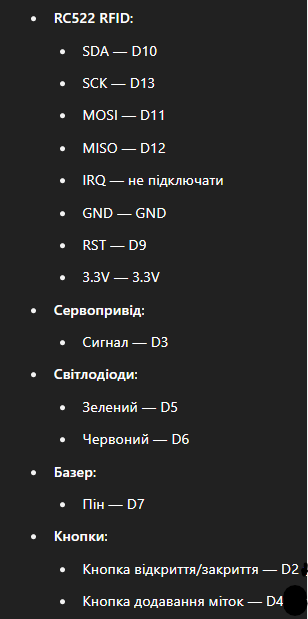 RC522 RFID:
SDA — D10
SCK — D13
MOSI — D11
MISO — D12
IRQ — не підключати
GND — GND
RST — D9
3.3V — 3.3V
Сервопривід:
Сигнал — D3
Світлодіоди:
Зелений — D5
Червоний — D6
Базер:
Пін — D7
Кнопки:
Кнопка відкриття/закриття — D2
Кнопка додавання міток — D4